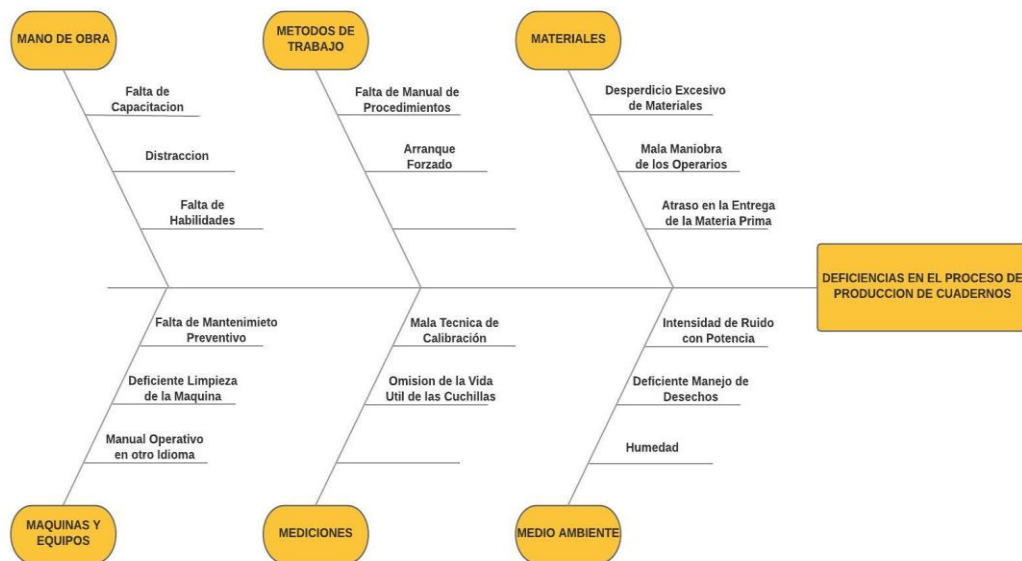 MANO DE OBRA
METODOS DE
TRABAJO
MATERIALES
Falta de
Capacitacion
Distraccion
Falta de
Habilidades
Falta de Manual de
Procedimientos
Arranque
Forzado
Desperdicio Excesivo
de Materiales
Mala Maniobra
de los Operarios
Atraso en la Entrega
de la Materia Prima
DEFICIENCIAS EN EL PROCESO DE
PRODUCCION DE CUADERNOS
Falta de Mantenimieto
Preventivo
Deficiente Limpieza
de la Maquina
Manual Operativo
en otro Idioma
Mala Tecnica de
Calibración
Omision de la Vida
Util de las Cuchillas
Intensidad de Ruido
con Potencia
Deficiente Manejo de
Desechos
Humedad
MAQUINAS Y
EQUIPOS
MEDICIONES
MEDIO AMBIENTE